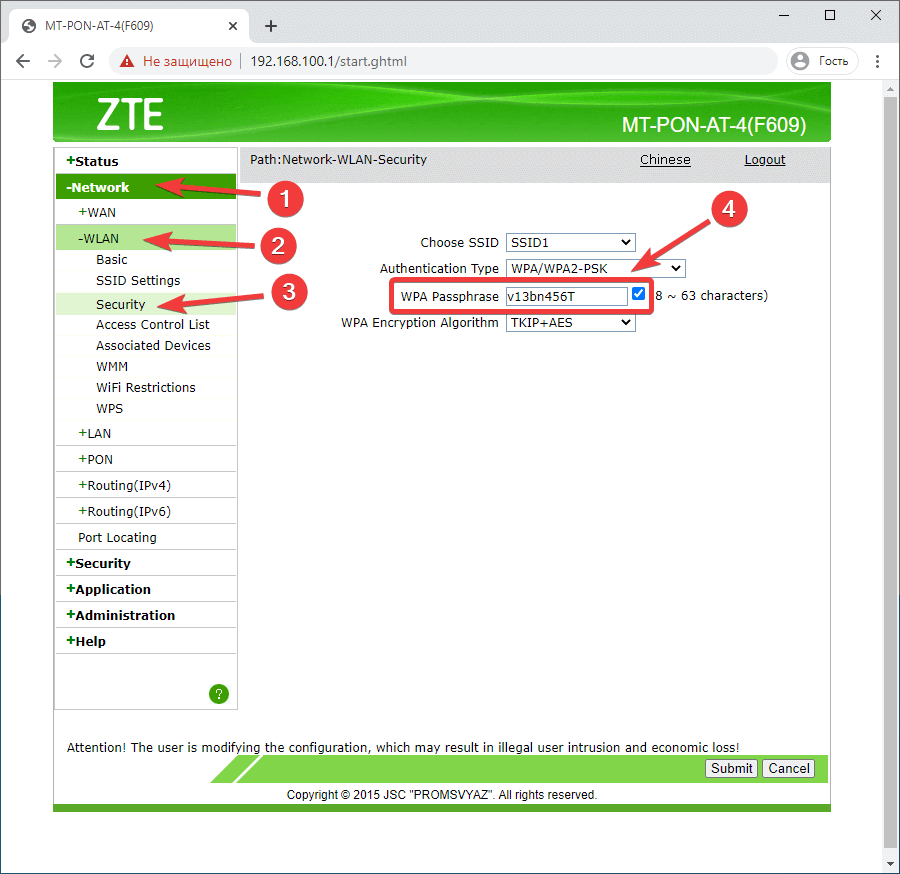 MT-PON-AT-4(F609)
Не защищено 192.168.100.1/start.ghtml Гость
ZTE
MT-PON-AT-4(F609)
+Status
Path:Network-WLAN-Security Chinese Logout
-Network
1
+WAN
4
-WLAN
2
Choose SSID SSID1
Basic
Authentication Type WPA/WPA2-PSK
SSID Settings
3
WPA Passphrase v13bn456T 8 ~ 63 characters)
Security
WPA Encryption Algorithm TKIP+AES
Access Control List
Associated Devices
WMM
WiFi Restrictions
WPS
+LAN
+PON
+Routing(IPv4)
+Routing(IPv6)
Port Locating
+Security
+Application
+Administration
+Help
?
Attention! The user is modifying the configuration, which may result in illegal user intrusion and economic loss!
Submit Cancel
Copyright © 2015 JSC "PROMSVYAZ". All rights reserved.